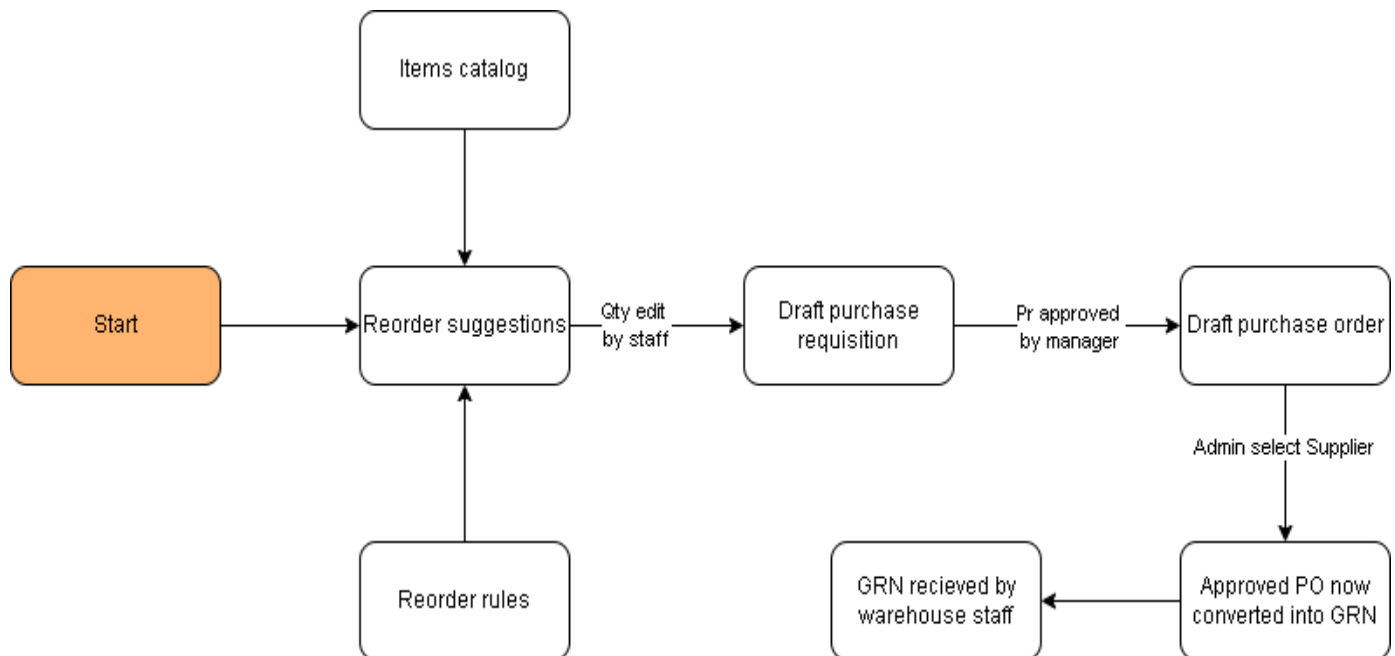 Items catalog
Start
Reorder suggestions
Qty edit
by staff
Draft purchase
requisition
Pr approved
by manager
Draft purchase order
Admin select Supplier
Reorder rules
GRN recieved by
warehouse staff
Approved PO now
converted into GRN